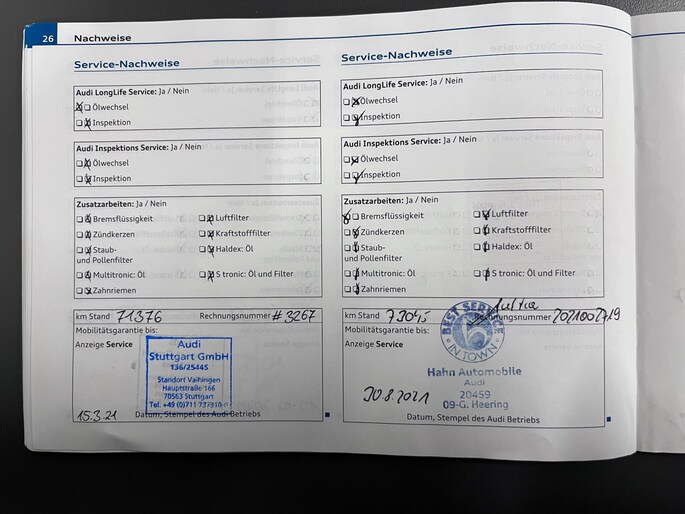 26 Nachweise
Service-Nachweise
Audi LongLife Service: Ja / Nein
Ölwechsel
Inspektion
Audi Inspektions Service: Ja / Nein
Ölwechsel
Inspektion
Zusatzarbeiten: Ja / Nein
Bremsflüssigkeit Luftfilter
Zündkerzen Kraftstofffilter
Staub- Haldex: Öl
und Pollenfilter
Multitronic: Öl S tronic: Öl und Filter
Zahnriemen
km Stand 71376 Rechnungsnummer #3267
Mobilitätsgarantie bis:
Anzeige Service
Audi
Stuttgart GmbH
136/25445
Standort Vaihingen
Hauptstraße 166
70563 Stuttgart
15.3.21
Datum, Stempel des Audi Betriebs
Service-Nachweise
Audi LongLife Service: Ja / Nein
Ölwechsel
Inspektion
Audi Inspektions Service: Ja / Nein
Ölwechsel
Inspektion
Zusatzarbeiten: Ja / Nein
Bremsflüssigkeit Luftfilter
Zündkerzen Kraftstoffffilter
Staub- Haldex: Öl
und Pollenfilter
Multitronic: Öl S tronic: Öl und Filter
Zahnriemen
km Stand 79045 Rechnungsnummer 2021002719
Mobilitätsgarantie bis:
Anzeige Service
BEST SERVICE
IN TOWN
Hahn Automobile
Audi
20459
09-G. Heering
30.8.2021
Datum, Stempel des Audi Betriebs